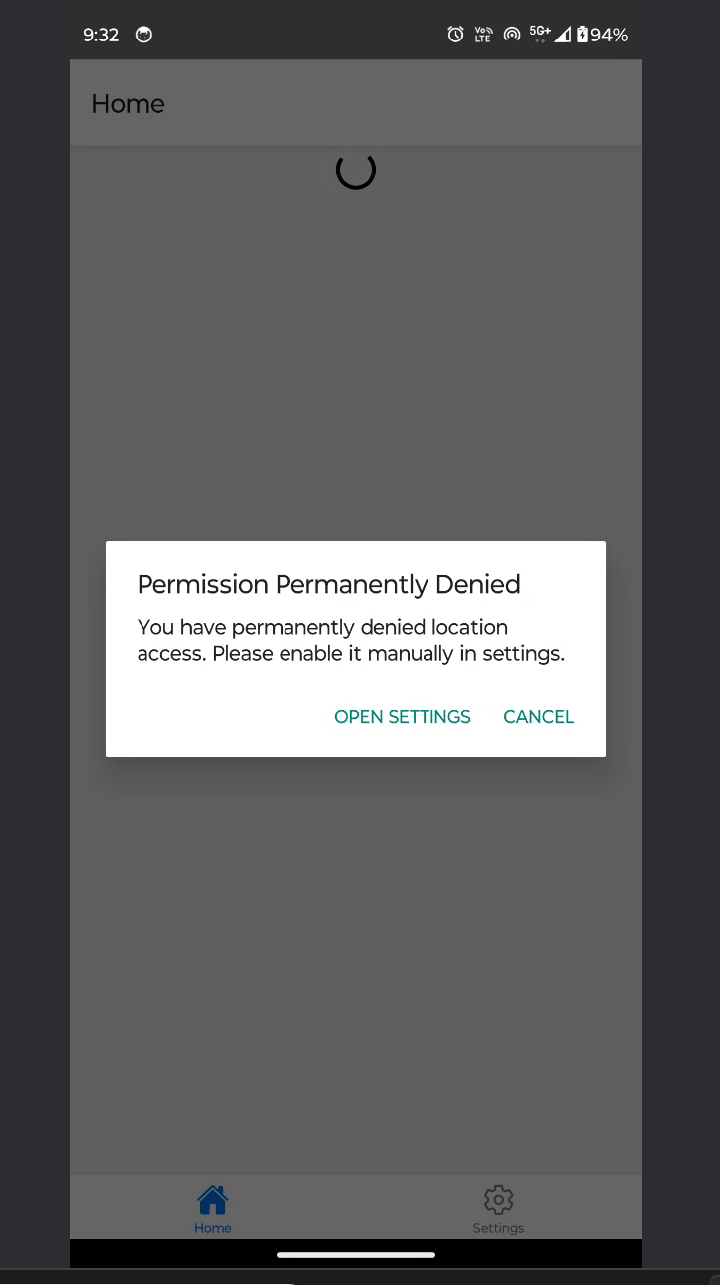 9:32 Vo LTE 5G+ 94%
Home
Permission Permanently Denied
You have permanently denied location
access. Please enable it manually in settings.
OPEN SETTINGS CANCEL
Home Settings